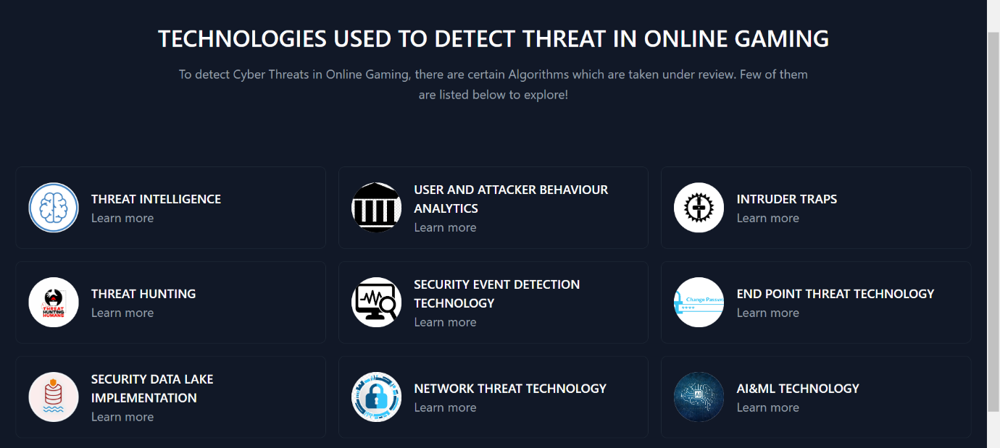 TECHNOLOGIES USED TO DETECT THREAT IN ONLINE GAMING
To detect Cyber Threats in Online Gaming, there are certain Algorithms which are taken under review. Few of them
are listed below to explore!
THREAT INTELLIGENCE
Learn more
USER AND ATTACKER BEHAVIOUR
ANALYTICS
Learn more
INTRUDER TRAPS
Learn more
THREAT
HUNTING
HUMANS
THREAT HUNTING
Learn more
SECURITY EVENT DETECTION
TECHNOLOGY
Learn more
Change Passwo
****
END POINT THREAT TECHNOLOGY
Learn more
SECURITY DATA LAKE
IMPLEMENTATION
Learn more
NETWORK THREAT TECHNOLOGY
Learn more
AI
AI&ML TECHNOLOGY
Learn more